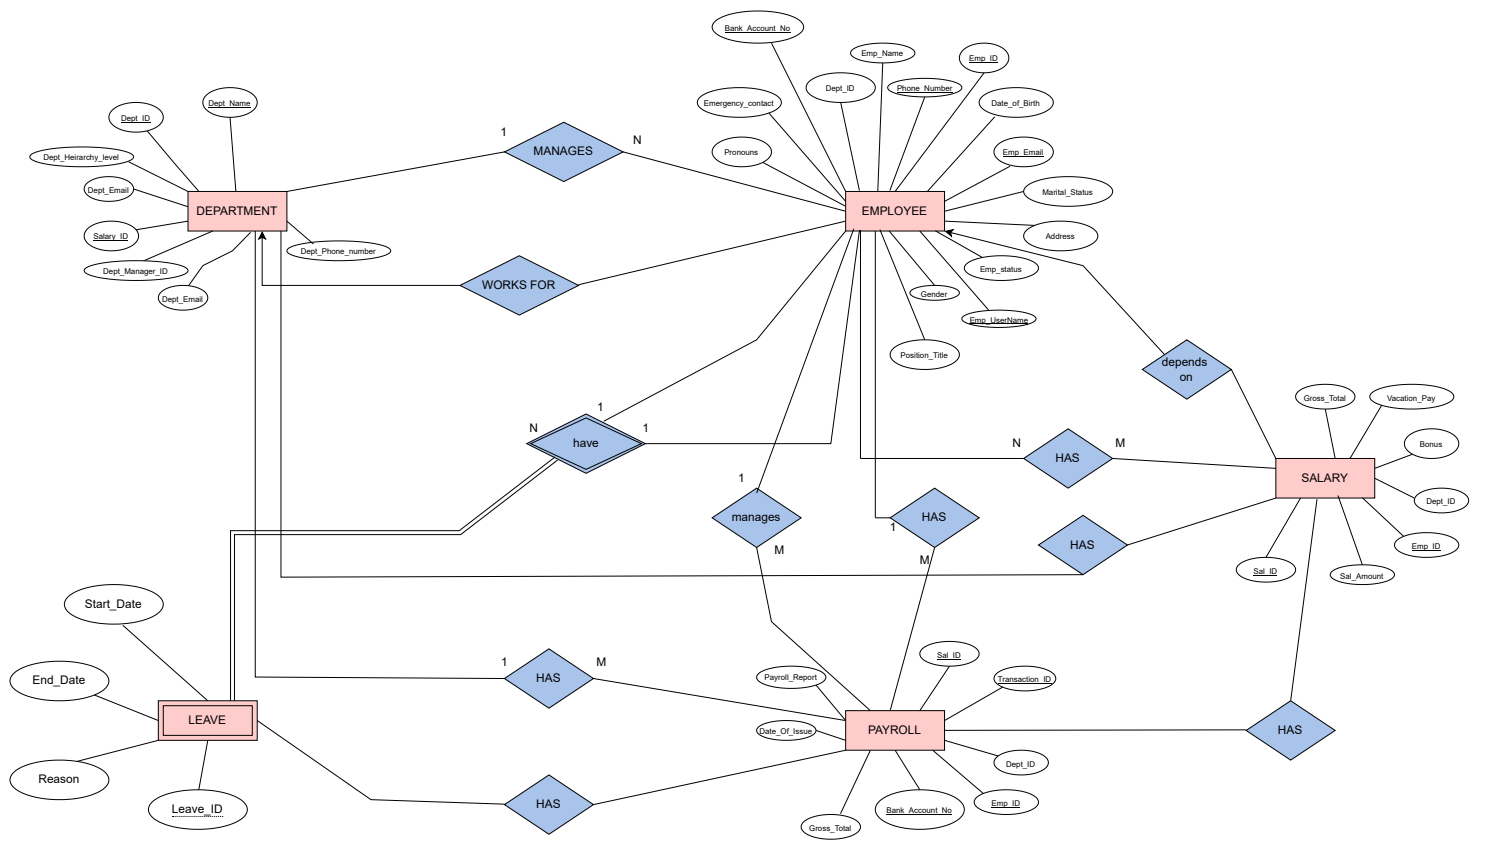 Bank_Account_No
Emp_Name
Emp_ID
Dept_ID
Phone_Number
Dept_Name
Emergency_contact
Date_of_Birth
Dept_ID
1
MANAGES
N
Pronouns
Emp_Email
Dept_Heirarchy_level
Dept_Email
Marital_Status
DEPARTMENT
EMPLOYEE
Salary_ID
Address
Dept_Phone_number
Dept_Manager_ID
Emp_status
WORKS FOR
Dept_Email
Gender
Emp_UserName
Position_Title
depends
on
Gross_Total
Vacation_Pay
1
N
1
have
N
HAS
M
Bonus
SALARY
1
Dept_ID
manages
HAS
1
M
M
HAS
Emp_ID
Sal_ID
Sal_Amount
Start_Date
1
M
HAS
Sal_ID
End_Date
Payroll_Report
Transaction_ID
LEAVE
Date_Of_Issue
PAYROLL
HAS
Dept_ID
Reason
Leave_ID
HAS
Emp_ID
Bank_Account_No
Gross_Total